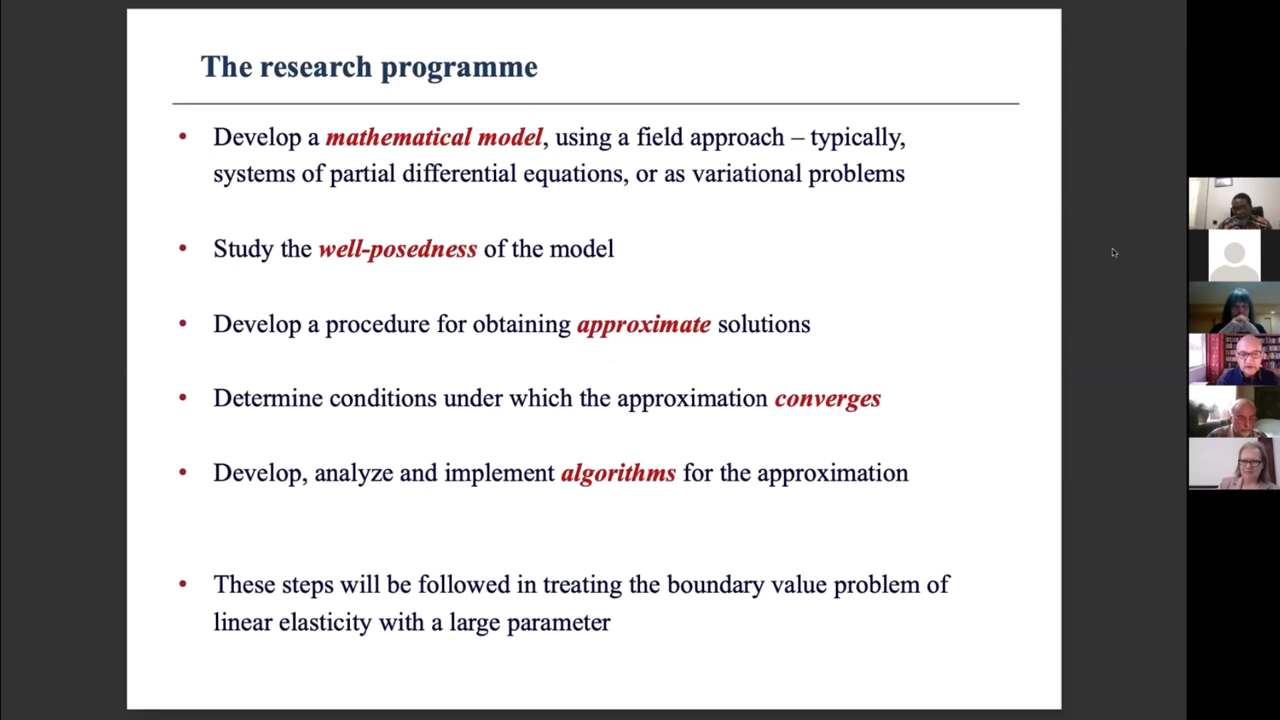 The research programme
• Develop a mathematical model, using a field approach – typically,
systems of partial differential equations, or as variational problems
• Study the well-posedness of the model
• Develop a procedure for obtaining approximate solutions
• Determine conditions under which the approximation converges
• Develop, analyze and implement algorithms for the approximation
• These steps will be followed in treating the boundary value problem of
linear elasticity with a large parameter